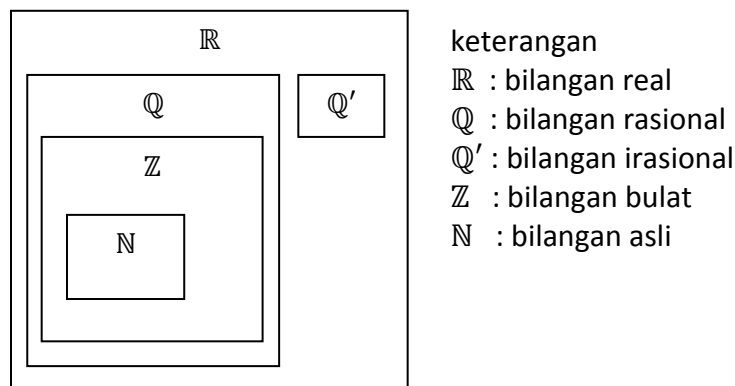 ℝ
ℚ
ℚ′
ℤ
ℕ
keterangan
ℝ : bilangan real
ℚ : bilangan rasional
ℚ′ : bilangan irasional
ℤ : bilangan bulat
ℕ : bilangan asli